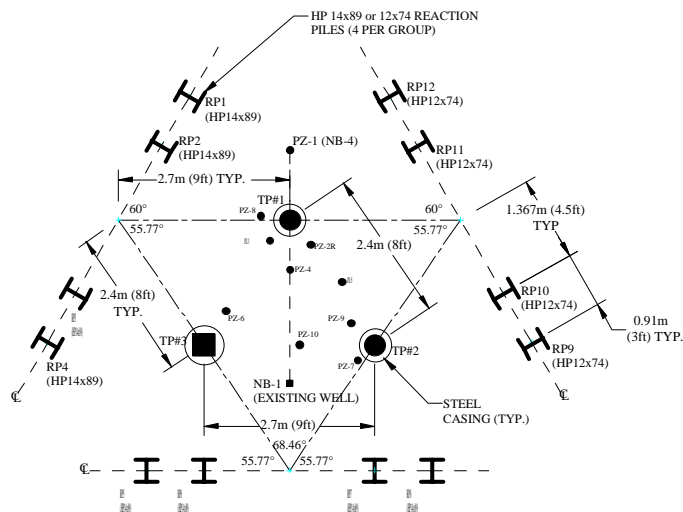 HP 14x89 or 12x74 REACTION
PILES (4 PER GROUP)
RP1
(HP14x89)
RP12
(HP12x74)
RP2
(HP14x89)
RP11
(HP12x74)
PZ-1 (NB-4)
2.7m (9ft) TYP.
TP#1
60°
60°
PZ-8
55.77°
55.77°
1.367m (4.5ft)
TYP
PZ-2R
2.4m (8ft)
PZ-4
2.4m (8ft)
TYP.
RP10
(HP12x74)
PZ-6
PZ-9
0.91m
(3ft) TYP.
TP#3
PZ-10
TP#2
RP9
(HP12x74)
RP4
(HP14x89)
PZ-7
NB-1
(EXISTING WELL)
STEEL
CASING (TYP.)
℄
℄
2.7m (9ft)
68.46°
55.77°
55.77°
℄